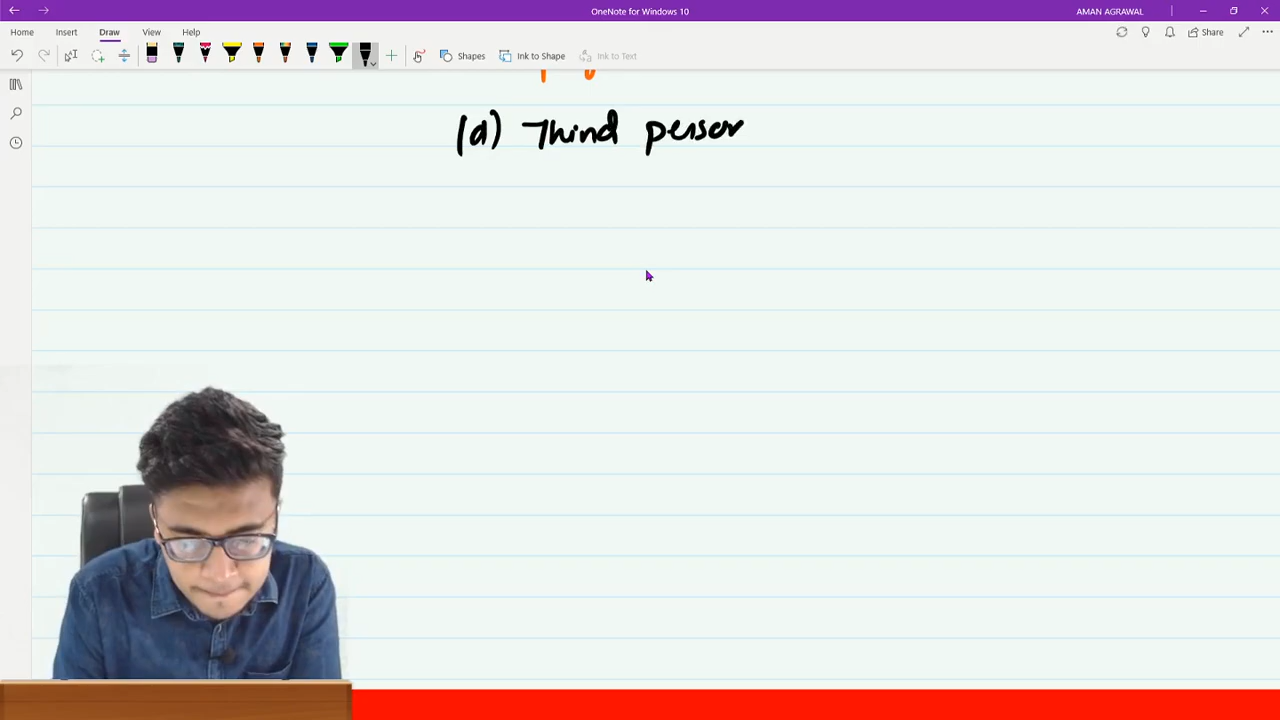 OneNote for Windows 10
AMAN AGRAWAL
Home Insert Draw View Help
Shapes Ink to Shape Ink to Text Share
(a) Third person